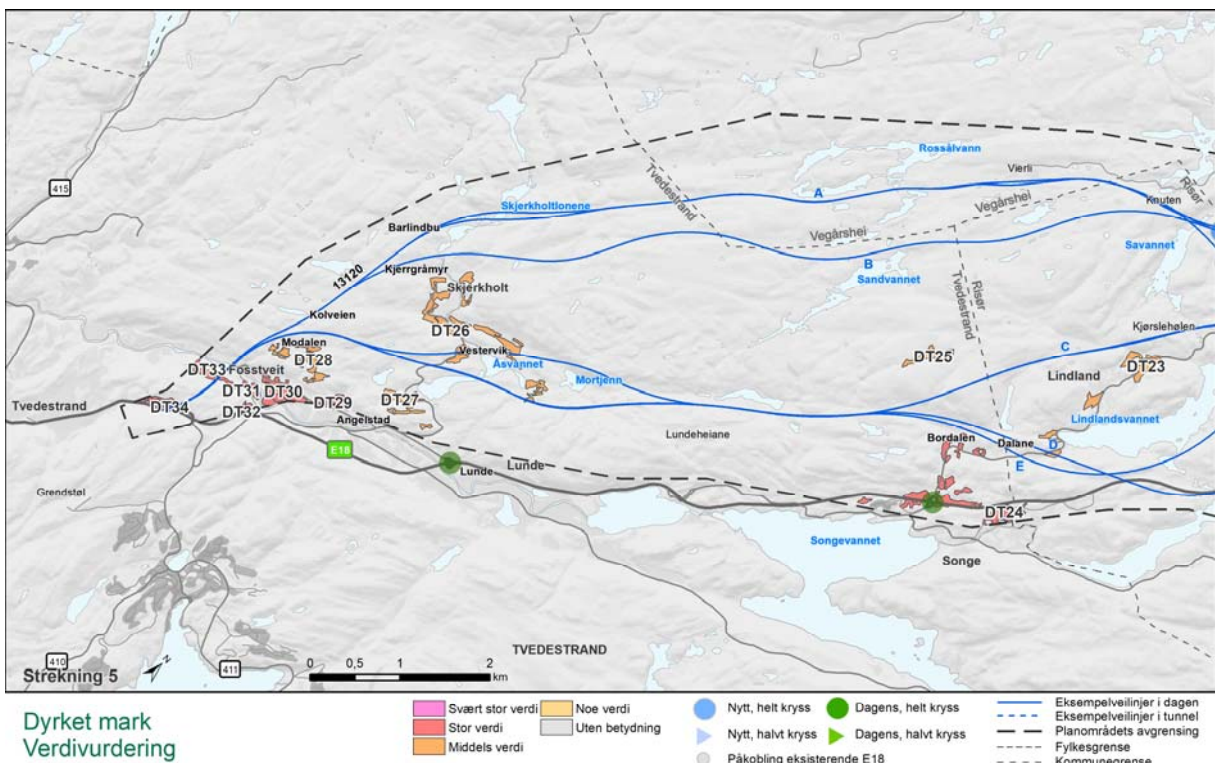 415
Rossålvann
Vierli
Tvedestrand
Risør
Skjerkholtlonene
A
Vegårshei
Knuten
Barlindbu
Vegårshei
Savannet
B
Kjerrgråmyr
Sandvannet
13120
Skjerkholt
Risør
Tvedestrand
Kolveien
Kjørslehølen
DT26
C
Modalen
Vestervik
DT25
DT28
Åsvannet
Lindland
DT23
DT33
Fosstveit
Mortjenn
DT31
DT30
DT27
DT29
Lindlandsvannet
DT34
DT32
Tvedestrand
Angelstad
Lundeheiane
Bordalen
Dalane
D
E18
E
Lunde
Lunde
Grendstøl
DT24
Songevannet
Songe
TVEDESTRAND
410
411
Strekning 5
N
0 0,5 1 2
km
Dyrket mark
Verdivurdering
Svært stor verdi
Stor verdi
Middels verdi
Noe verdi
Uten betydning
Nytt, helt kryss
Nytt, halvt kryss
Påkobling eksisterende E18
Dagens, helt kryss
Dagens, halvt kryss
Eksempelveilinjer i dagen
Eksempelveilinjer i tunnel
Planområdets avgrensing
Fylkesgrense
Kommunegrense